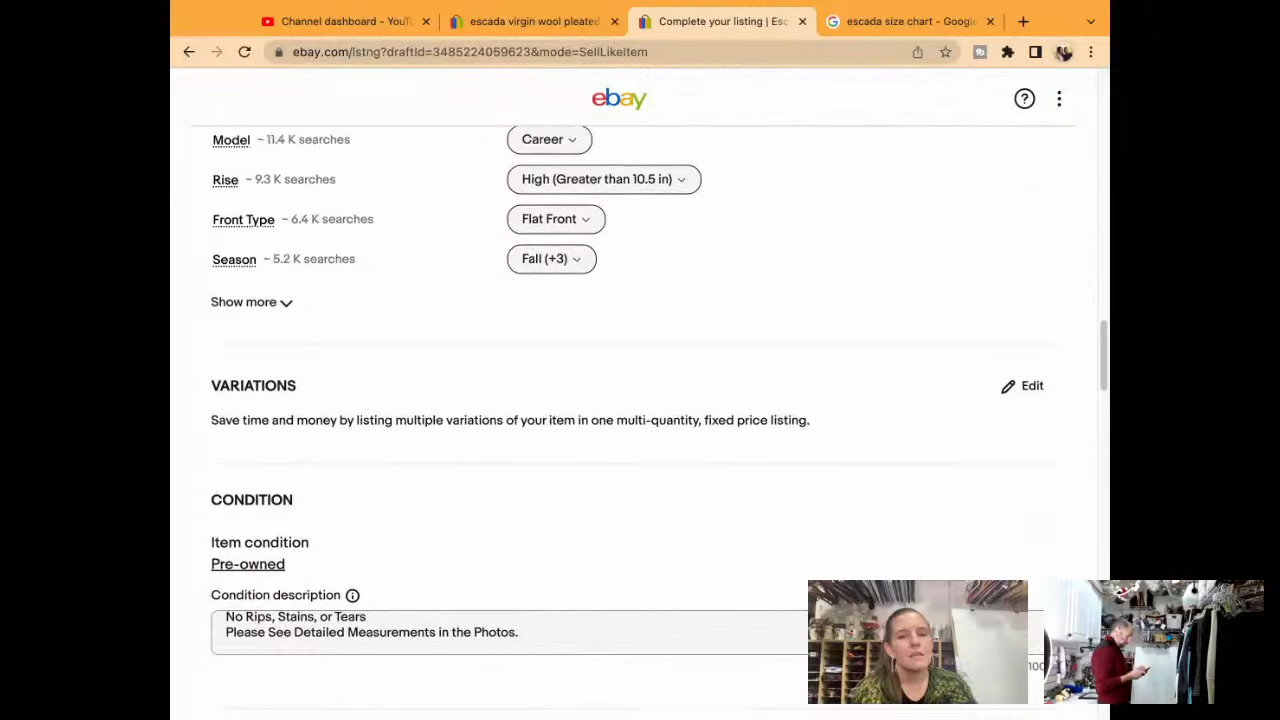 Channel dashboard - YouT
escada virgin wool pleated
Complete your listing | Esc
escada size chart - Google
ebay.com/lstng?draftId=3485224059623&mode=SellLikeItem
ebay
Model ~ 11.4 K searches Career
Rise ~ 9.3 K searches High (Greater than 10.5 in)
Front Type ~ 6.4 K searches Flat Front
Season ~ 5.2 K searches Fall (+3)
Show more
VARIATIONS Edit
Save time and money by listing multiple variations of your item in one multi-quantity, fixed price listing.
CONDITION
Item condition
Pre-owned
Condition description
No Rips, Stains, or Tears
Please See Detailed Measurements in the Photos.